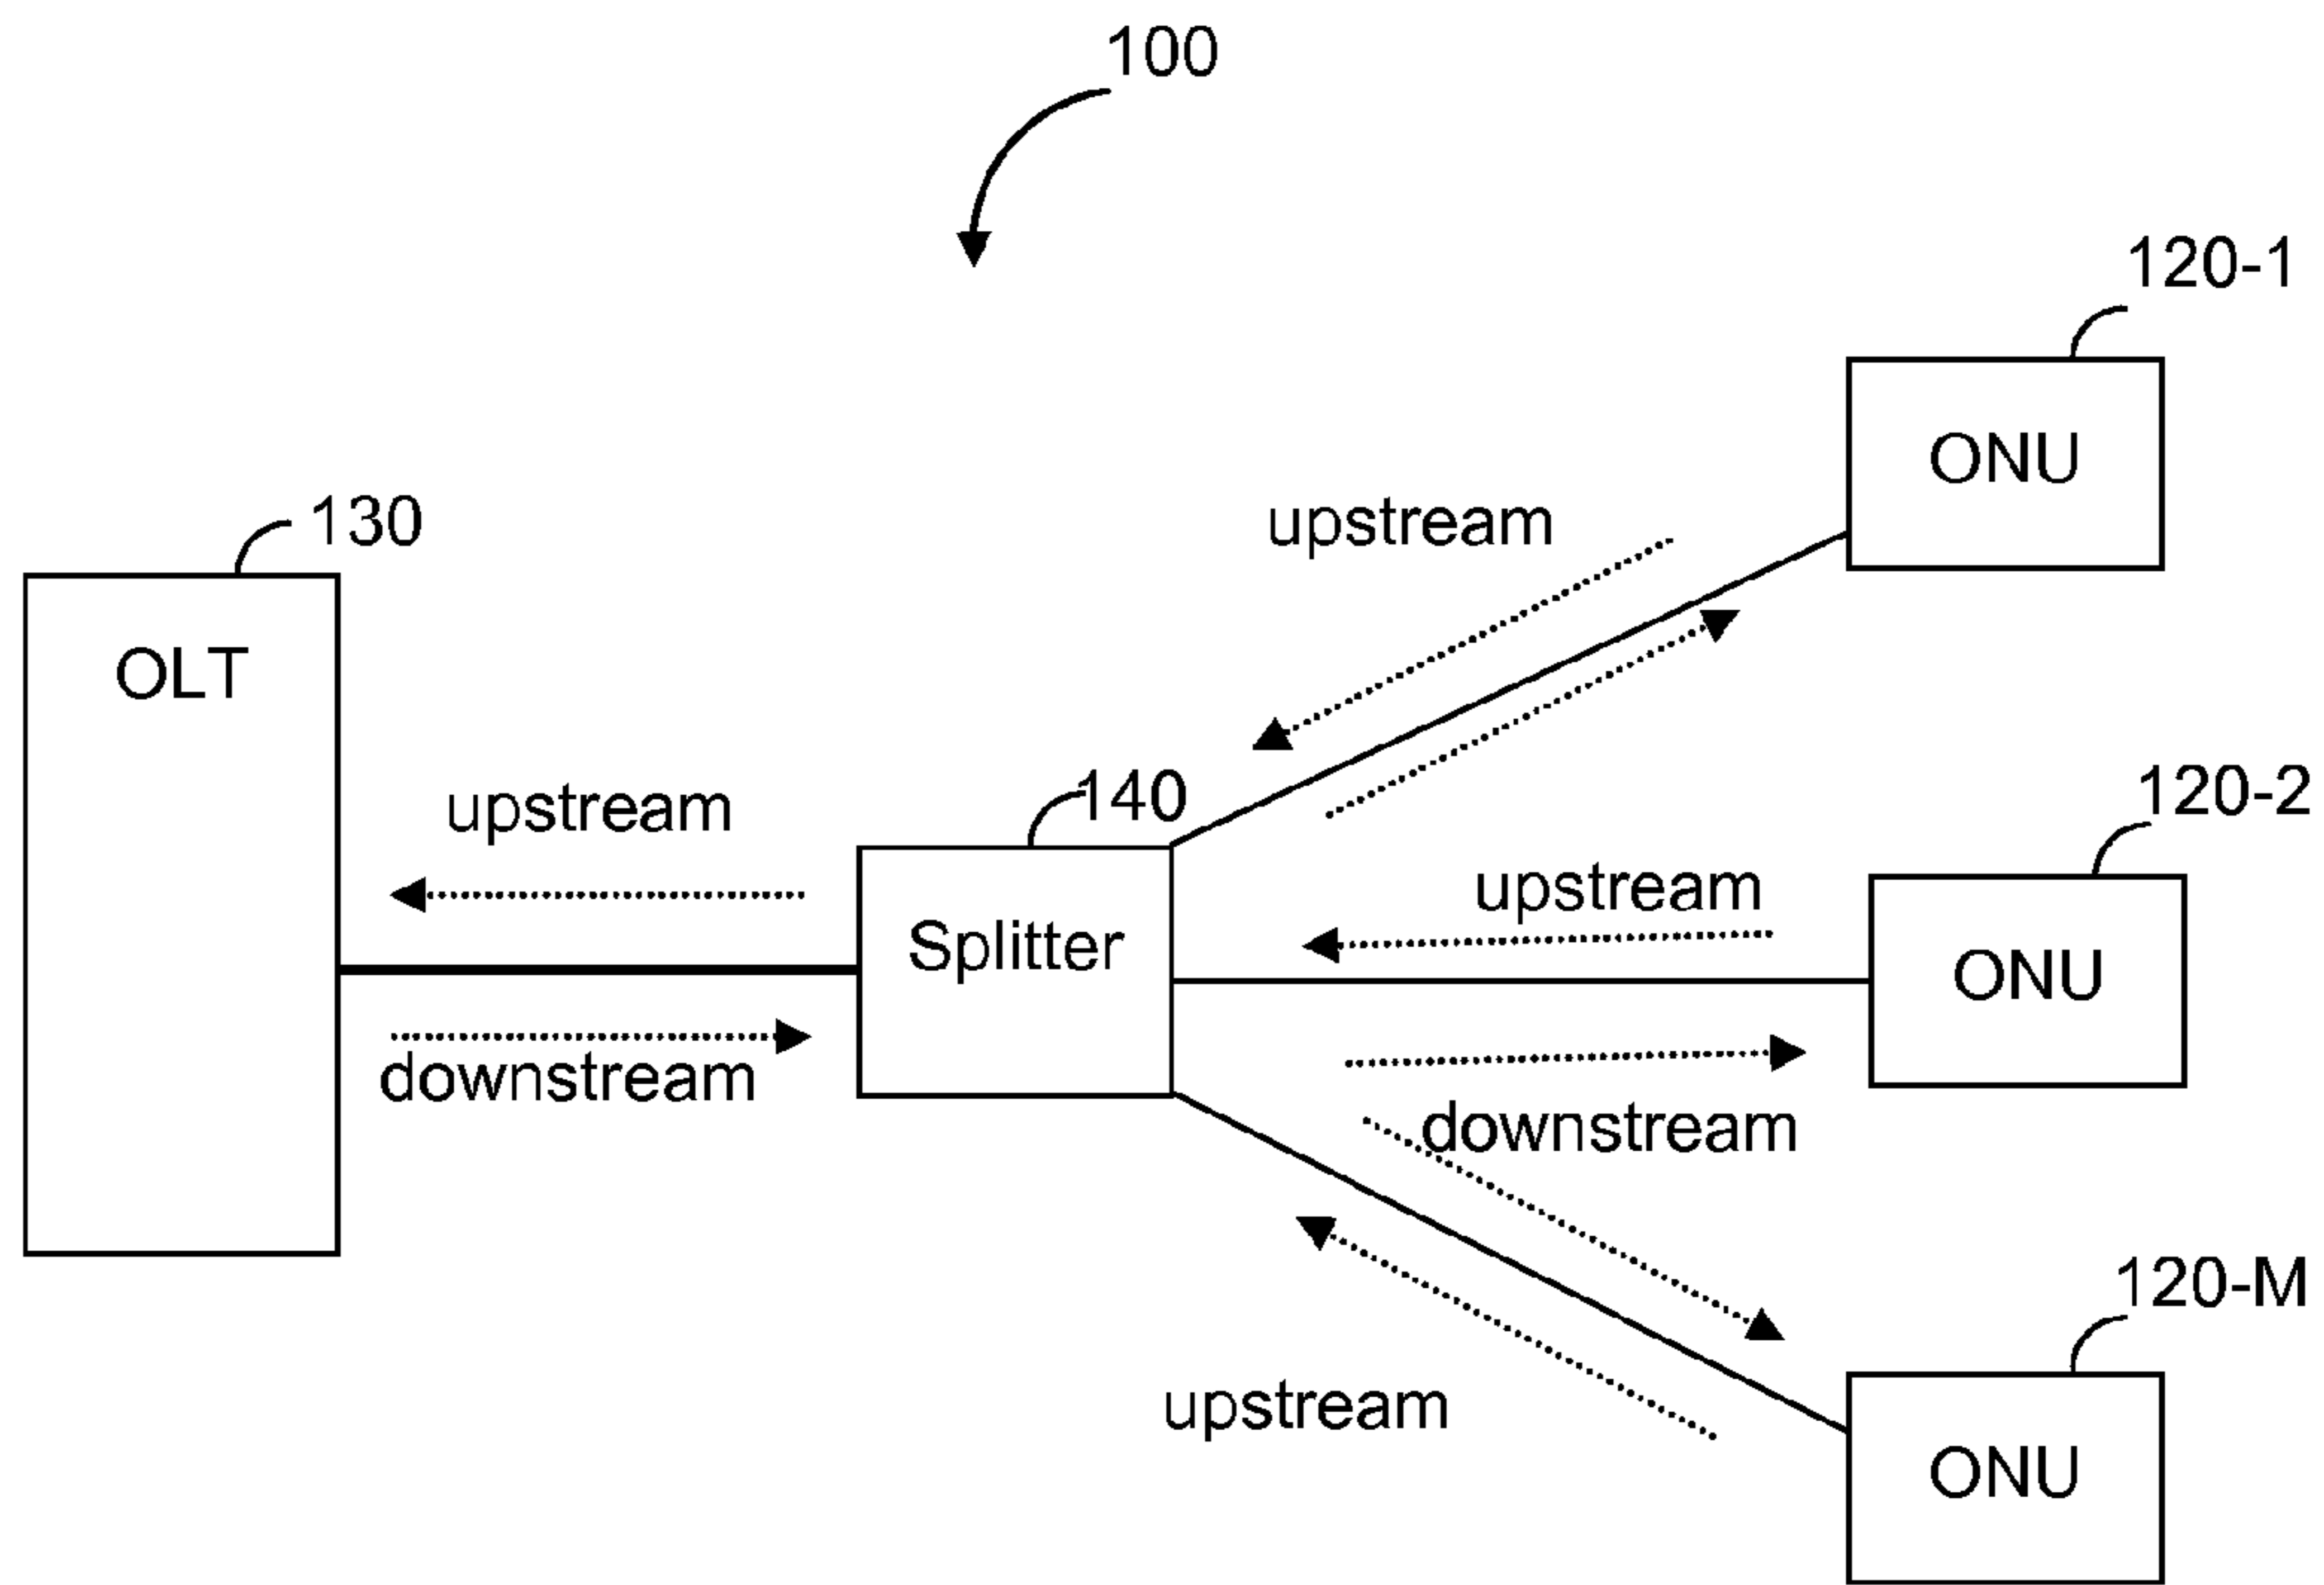 100
120-1
ONU
130
upstream
OLT
120-2
140
upstream
upstream
Splitter
ONU
downstream
downstream
120-M
upstream
ONU